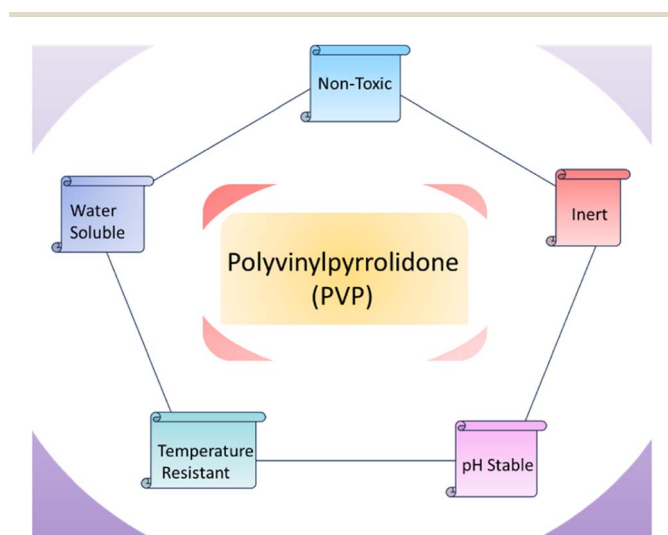 Non-Toxic
Water
Soluble
Inert
Polyvinylpyrrolidone
(PVP)
Temperature
Resistant
pH Stable